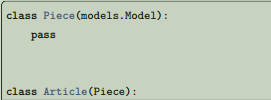 class Piece(models.Model):
    pass
class Article(Piece):